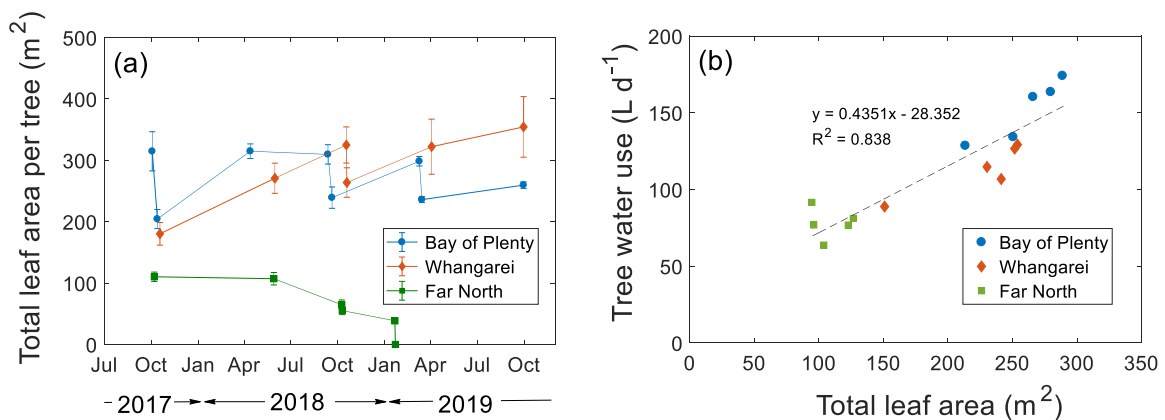 (a)
Total leaf area per tree (m²)
500
400
300
200
100
0
Bay of Plenty
Whangarei
Far North
Jul Oct Jan Apr Jul Oct Jan Apr Jul Oct
2017 2018 2019
(b)
Tree water use (L d⁻¹)
200
150
100
50
0
y = 0.4351x - 28.352
R² = 0.838
Bay of Plenty
Whangarei
Far North
0 50 100 150 200 250 300 350
Total leaf area (m²)